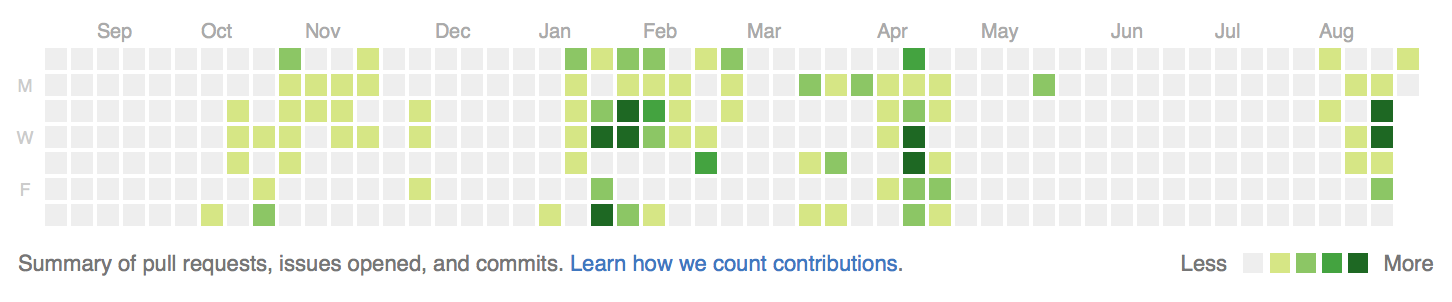 Sep Oct Nov Dec Jan Feb Mar Apr May Jun Jul Aug
M
W
F
Summary of pull requests, issues opened, and commits. Learn how we count contributions. Less More